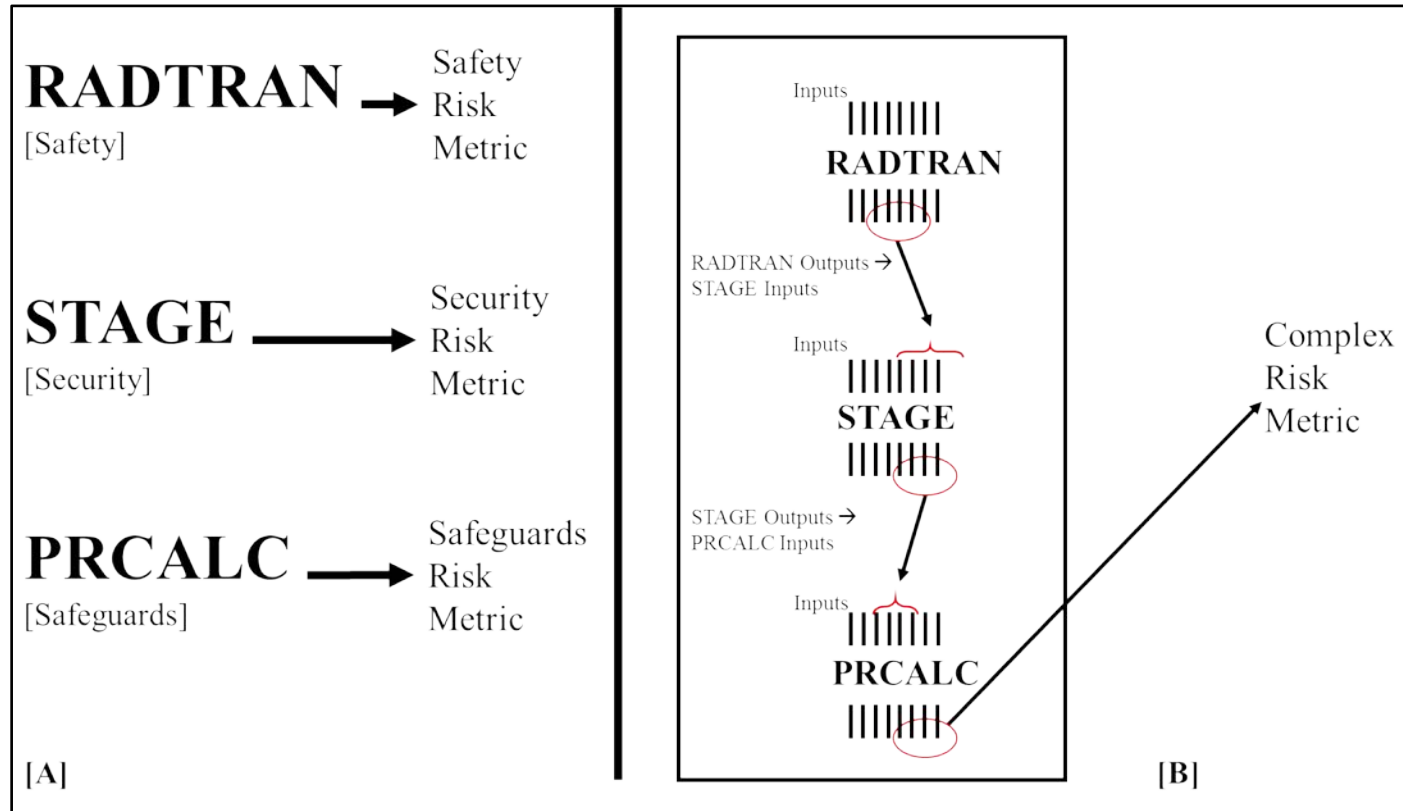 RADTRAN
[Safety]
Safety
Risk
Metric
STAGE
[Security]
Security
Risk
Metric
PRCALC
[Safeguards]
Safeguards
Risk
Metric
[A]
Inputs
RADTRAN
RADTRAN Outputs →
STAGE Inputs
Inputs
STAGE
STAGE Outputs →
PRCALC Inputs
Inputs
PRCALC
Complex
Risk
Metric
[B]